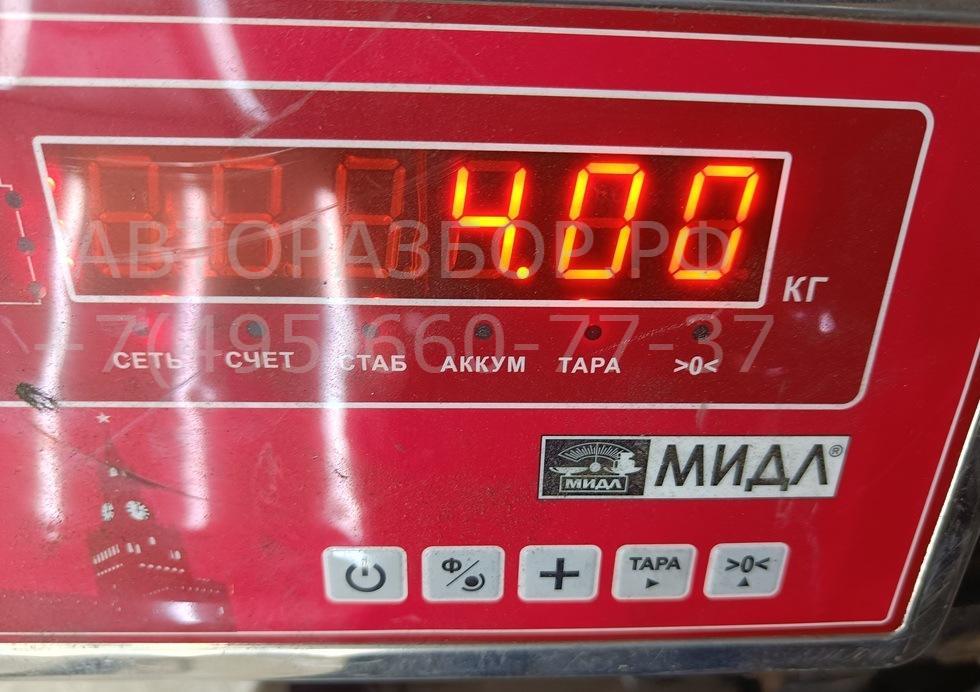 4.00
АВТОРАЗБОР.РФ
КГ
+7(495)660-77-37
СЕТЬ СЧЕТ СТАБ АККУМ ТАРА >0<
МИДЛ МИДЛ®
Ф + ТАРА >0<